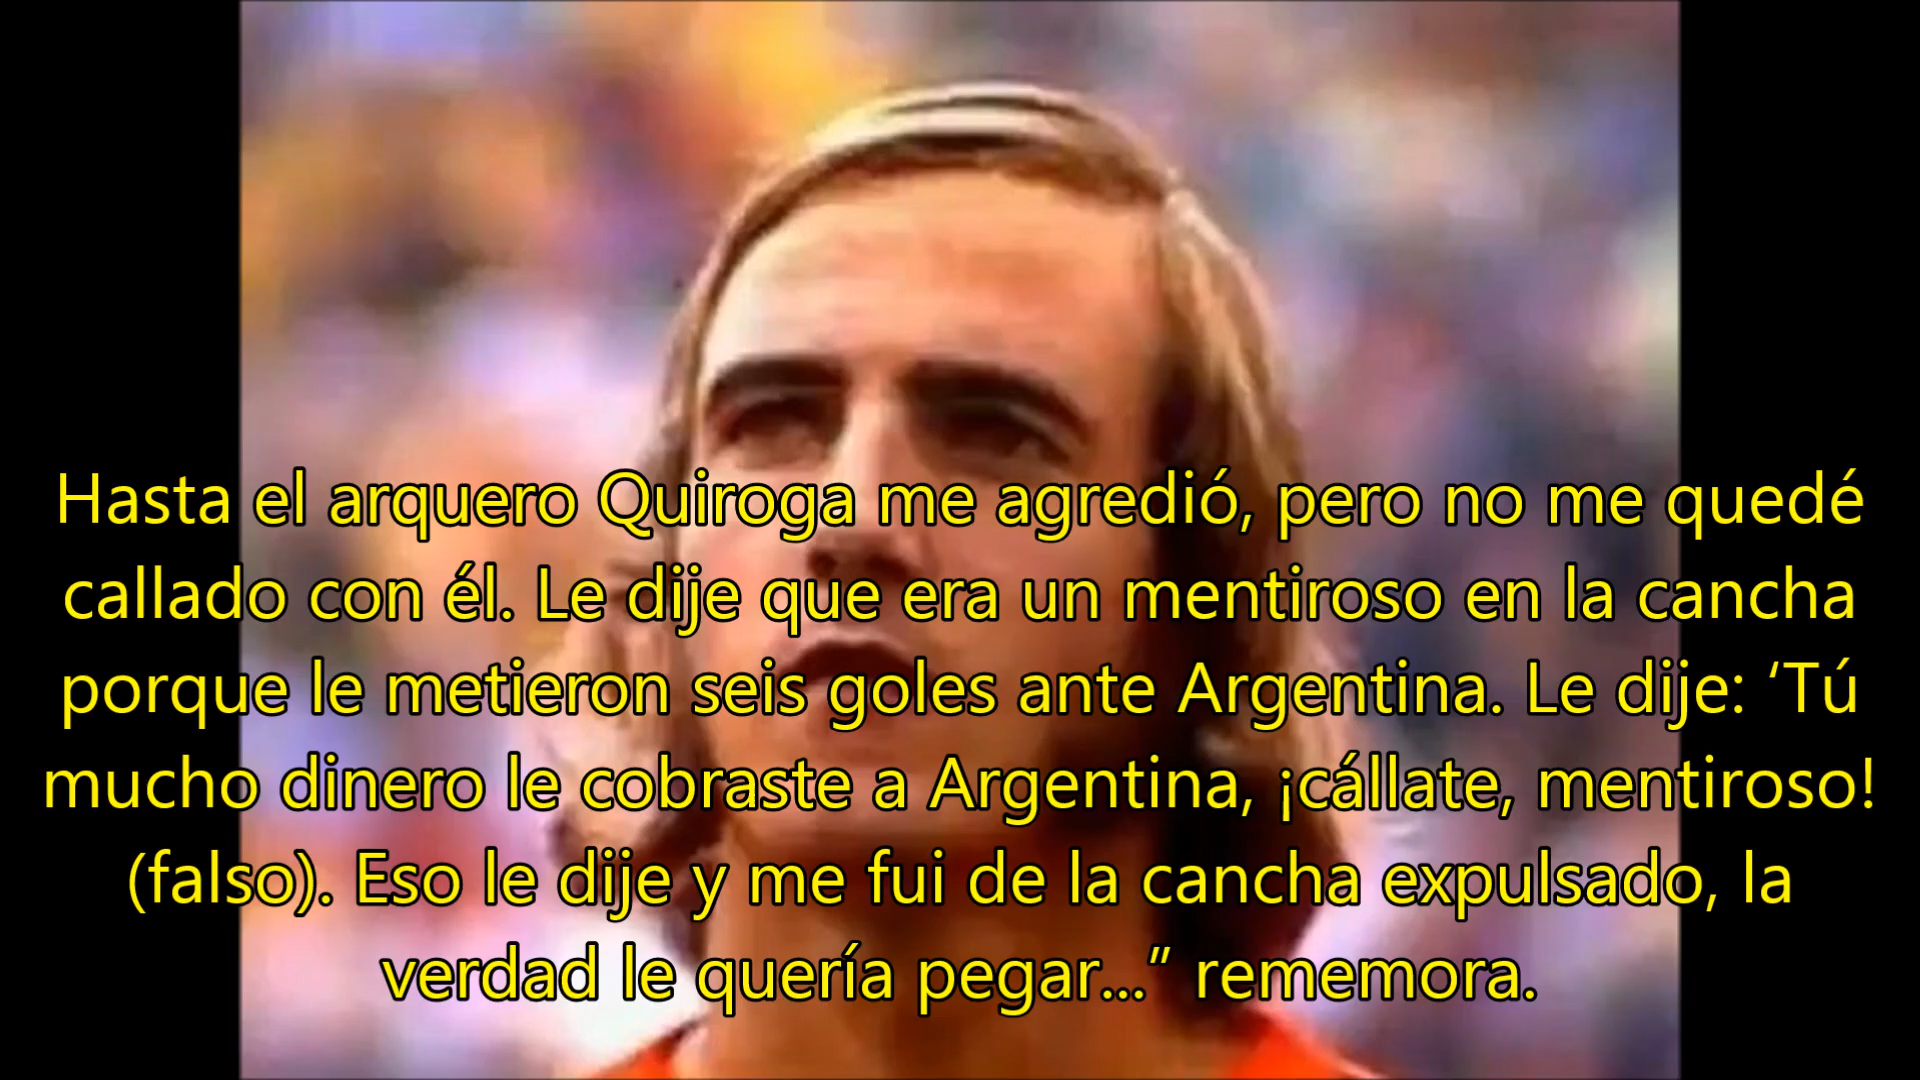 Hasta el arquero Quiroga me agredió, pero no me quedé
callado con él. Le dije que era un mentiroso en la cancha
porque le metieron seis goles ante Argentina. Le dije: ‘Tú
mucho dinero le cobraste a Argentina, ¡cállate, mentiroso!
(falso). Eso le dije y me fui de la cancha expulsado, la
verdad le quería pegar...” rememora.